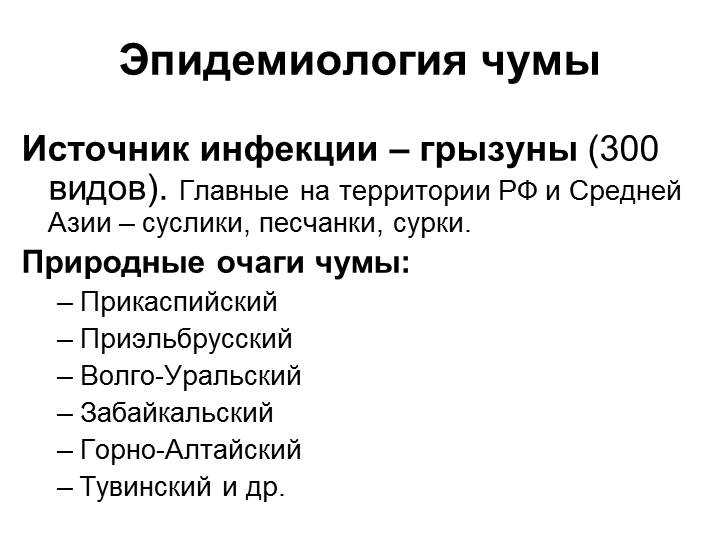 Эпидемиология чумы
Источник инфекции – грызуны (300
видов). Главные на территории РФ и Средней
Азии – суслики, песчанки, сурки.
Природные очаги чумы:
– Прикаспийский
– Приэльбрусский
– Волго-Уральский
– Забайкальский
– Горно-Алтайский
– Тувинский и др.